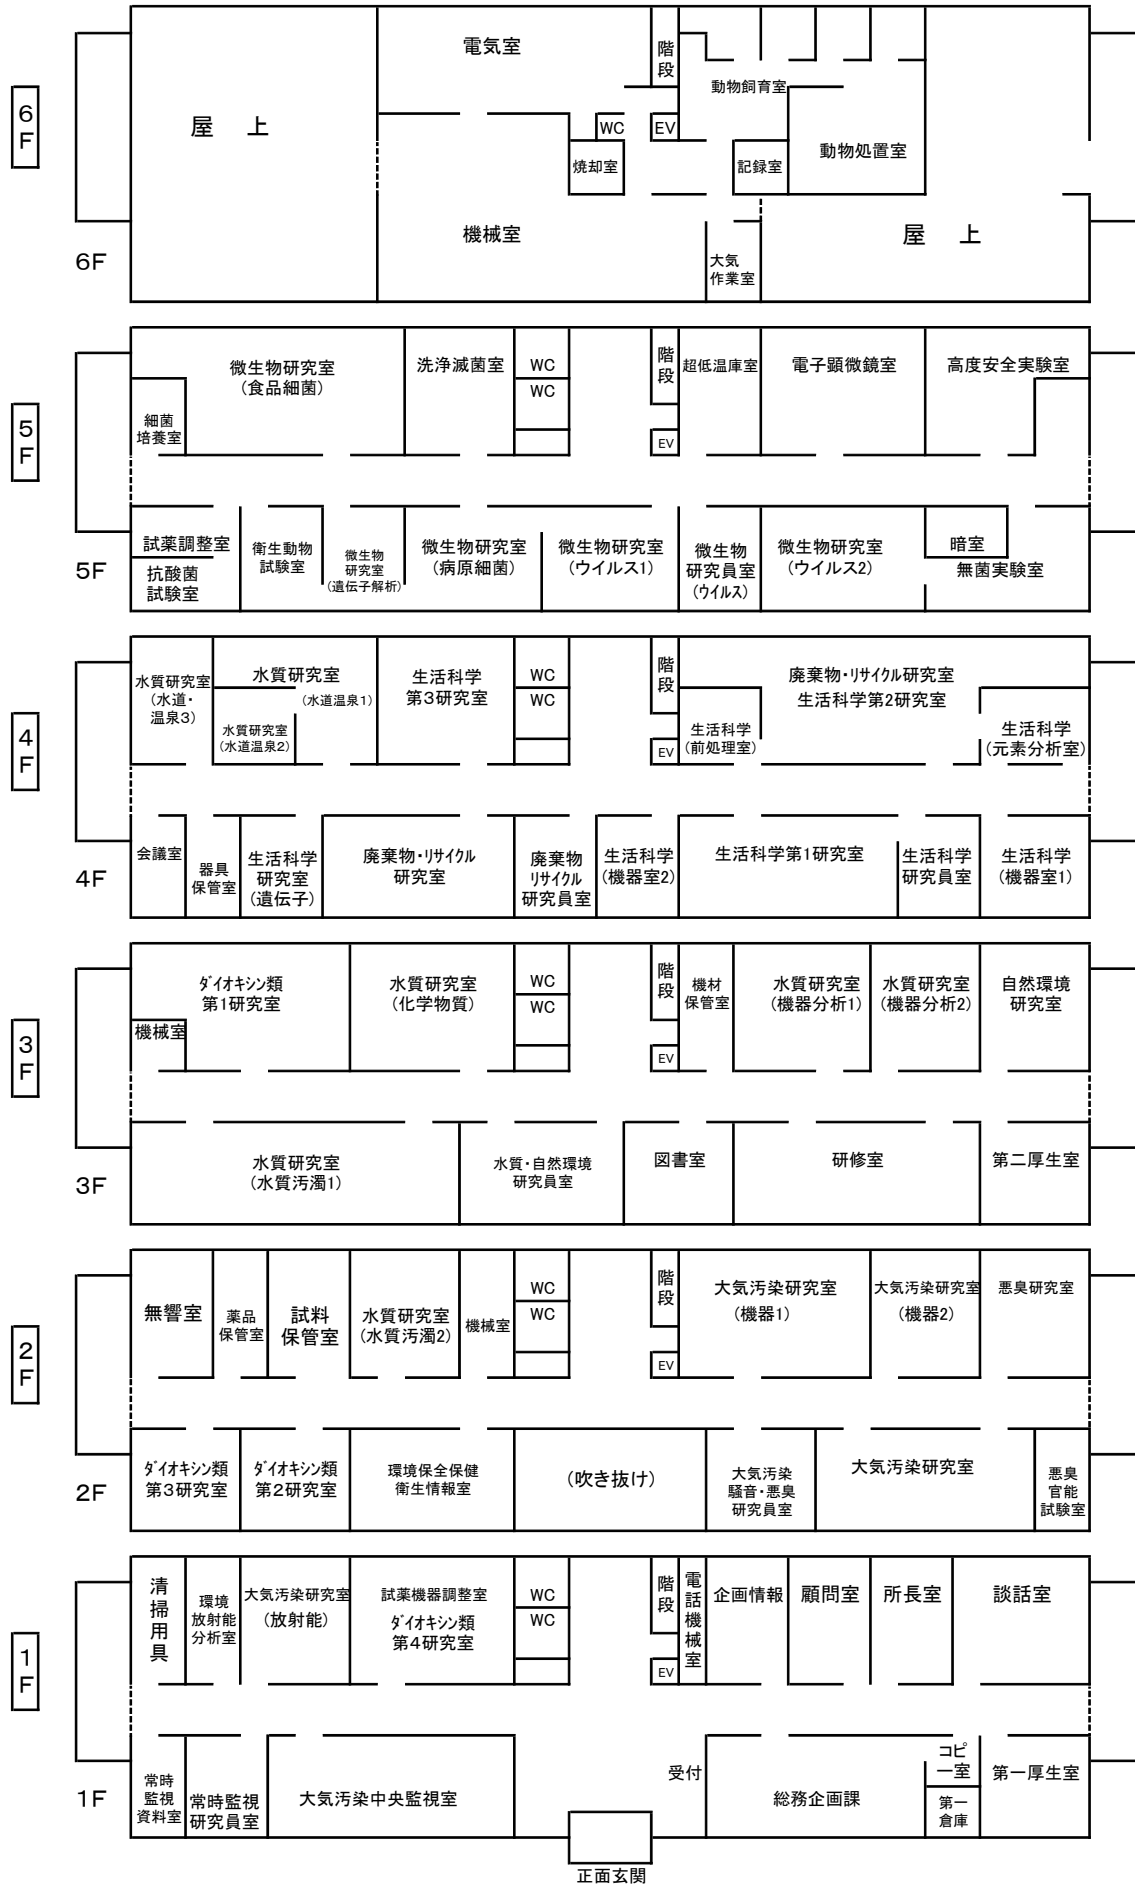 6
F
屋　上
電気室
階
段
動物飼育室
WC
EV
焼却室
記録室
動物処置室
機械室
大気
作業室
屋　上
6F
5
F
微生物研究室
(食品細菌)
細菌
培養室
洗浄滅菌室
WC
WC
階
段
EV
超低温庫室
電子顕微鏡室
高度安全実験室
試薬調整室
抗酸菌
試験室
衛生動物
試験室
微生物
研究室
(遺伝子解析)
微生物研究室
(病原細菌)
微生物研究室
(ウイルス1)
微生物
研究員室
(ウイルス)
微生物研究室
(ウイルス2)
暗室
無菌実験室
5F
4
F
水質研究室
(水道・
温泉3)
水質研究室
(水道温泉1)
水質研究室
(水道温泉2)
生活科学
第3研究室
WC
WC
階
段
EV
生活科学
(前処理室)
廃棄物・リサイクル研究室
生活科学第2研究室
生活科学
(元素分析室)
会議室
器具
保管室
生活科学
研究室
(遺伝子)
廃棄物・リサイクル
研究室
廃棄物
リサイクル
研究員室
生活科学
(機器室2)
生活科学第1研究室
生活科学
研究員室
生活科学
(機器室1)
4F
3
F
ダイオキシン類
第1研究室
機械室
水質研究室
(化学物質)
WC
WC
階
段
EV
機材
保管室
水質研究室
(機器分析1)
水質研究室
(機器分析2)
自然環境
研究室
水質研究室
(水質汚濁1)
水質・自然環境
研究員室
図書室
研修室
第二厚生室
3F
2
F
無響室
薬品
保管室
試料
保管室
水質研究室
(水質汚濁2)
機械室
WC
WC
階
段
EV
大気汚染研究室
(機器1)
大気汚染研究室
(機器2)
悪臭研究室
ダイオキシン類
第3研究室
ダイオキシン類
第2研究室
環境保全保健
衛生情報室
(吹き抜け)
大気汚染
騒音・悪臭
研究員室
大気汚染研究室
悪臭
官能
試験室
2F
1
F
清
掃
用
具
環境
放射能
分析室
大気汚染研究室
(放射能)
試薬機器調整室
ダイオキシン類
第4研究室
WC
WC
階
段
EV
電
話
機
械
室
企画情報
顧問室
所長室
談話室
常時
監視
資料室
常時監視
研究員室
大気汚染中央監視室
受付
総務企画課
コピ
ー室
第一
倉庫
第一厚生室
1F
正面玄関